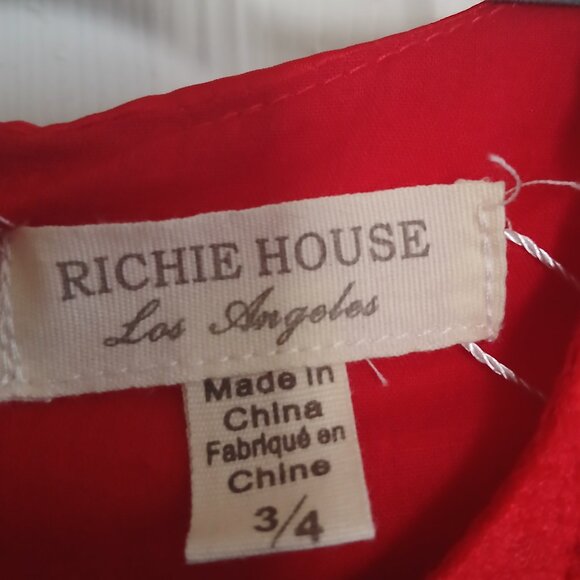 RICHIE HOUSE
Los Angeles
Made in
China
Fabriqué en
Chine
3/4